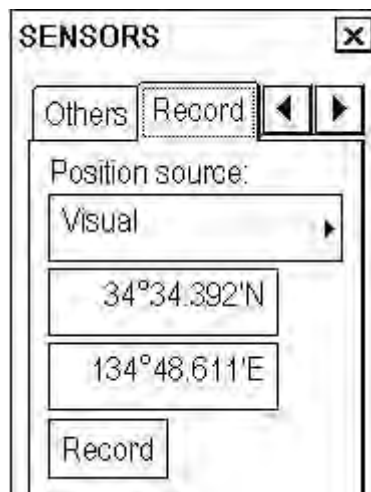 SENSORS
Others Record
Position source:
Visual
34°34.392'N
134°48.611'E
Record